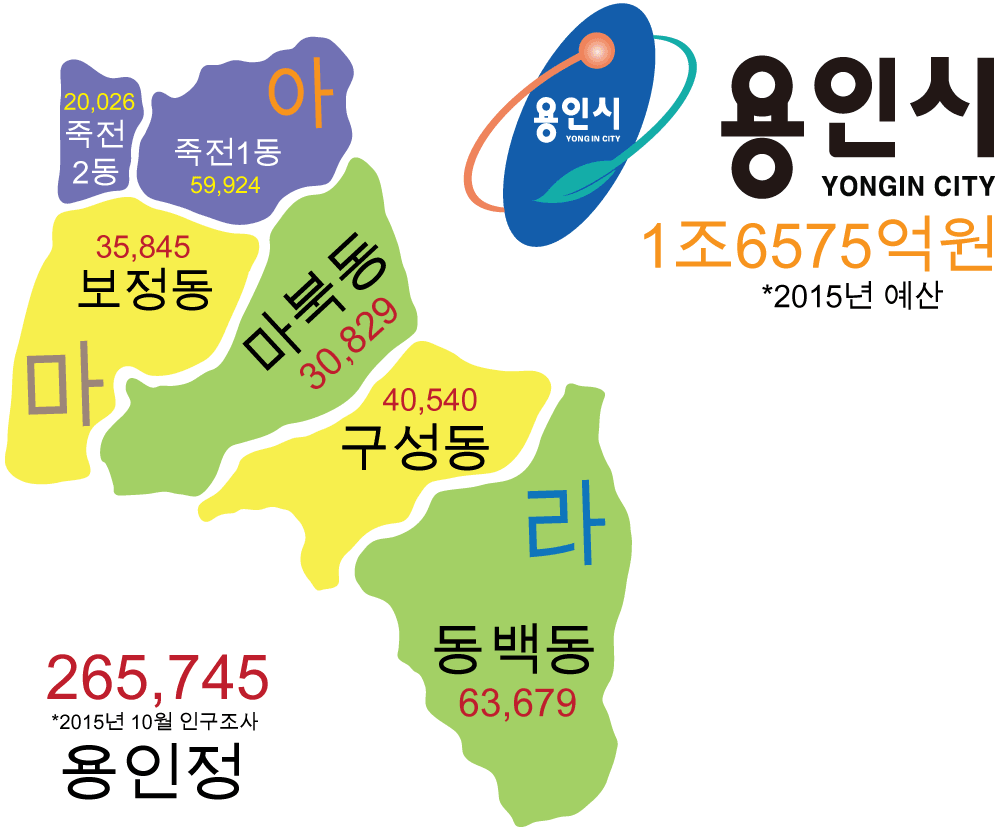 20,026
죽전
2동
아
죽전1동
59,924
용인시
YONG IN CITY
용인시
YONGIN CITY
1조6575억원
*2015년 예산
35,845
보정동
마
마북동
30,829
40,540
구성동
라
동백동
63,679
265,745
*2015년 10월 인구조사
용인정